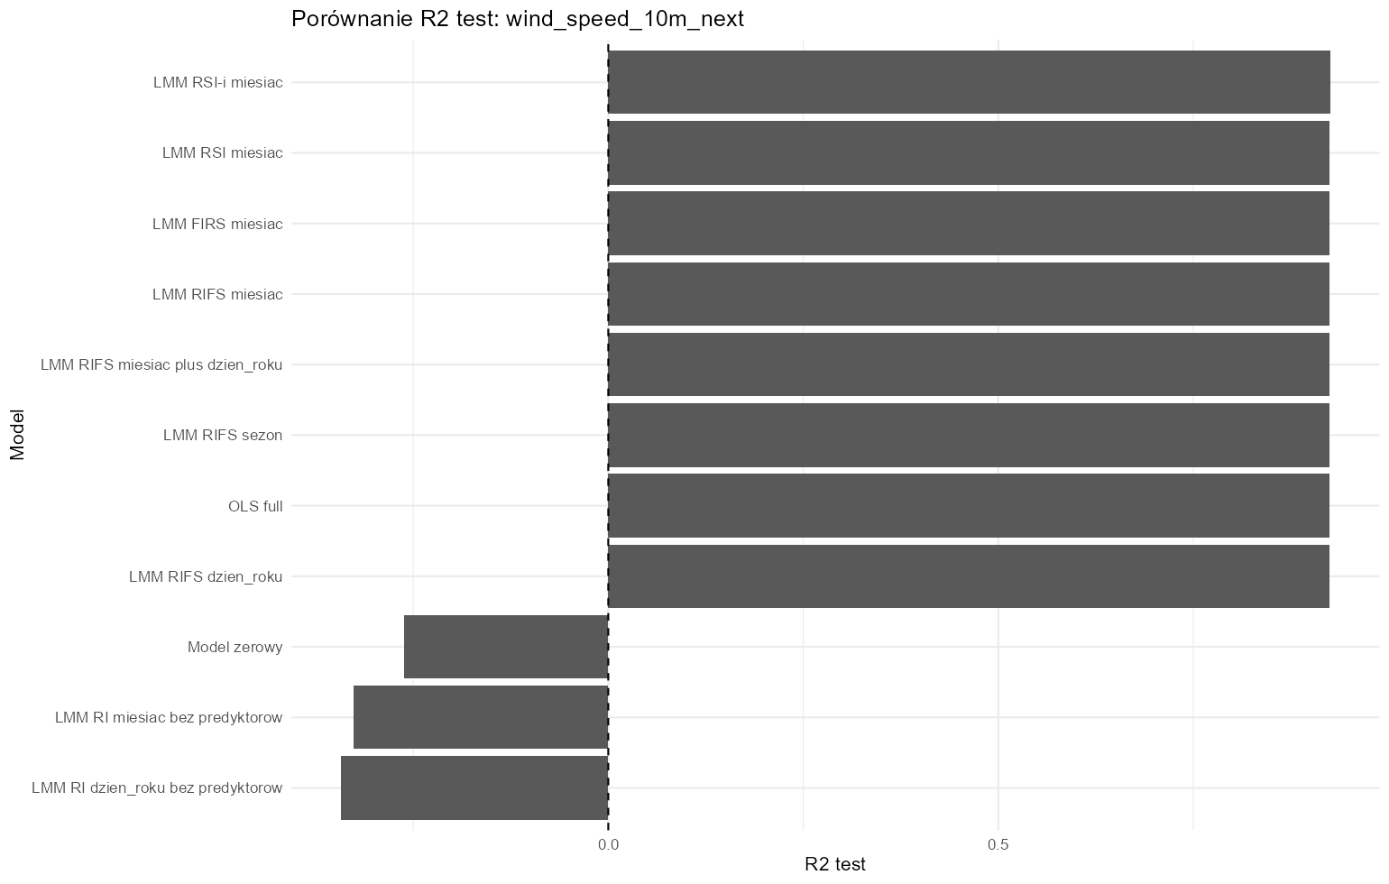 Porównanie R2 test: wind_speed_10m_next
LMM RSI-i miesiac
LMM RSI miesiac
LMM FIRS miesiac
LMM RIFS miesiac
LMM RIFS miesiac plus dzien_roku
LMM RIFS sezon
OLS full
LMM RIFS dzien_roku
Model zerowy
LMM RI miesiac bez predyktorow
LMM RI dzien_roku bez predyktorow
Model
0.0
0.5
R2 test